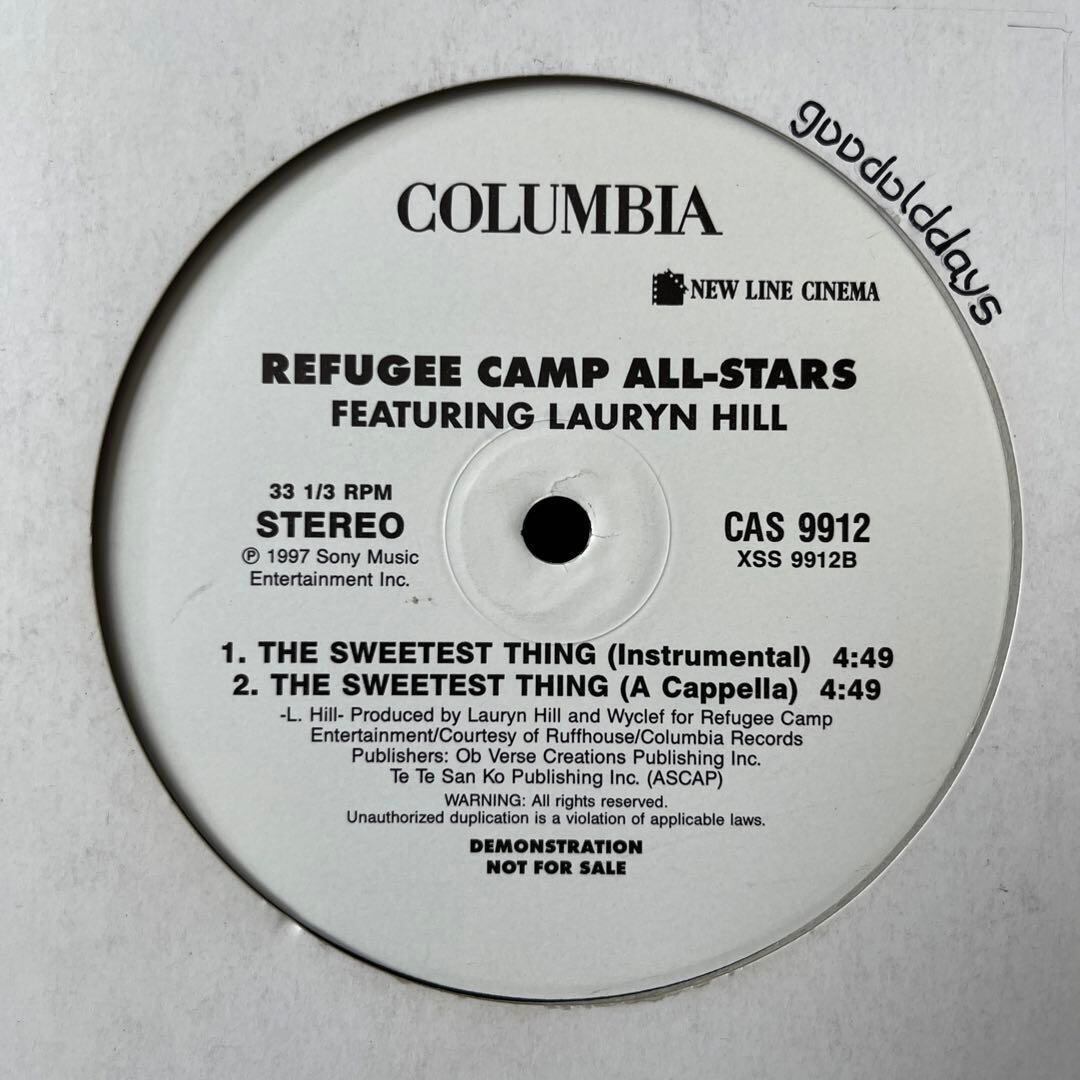 goodolddays
COLUMBIA
NEW LINE CINEMA
REFUGEE CAMP ALL-STARS
FEATURING LAURYN HILL
33 1/3 RPM
STEREO
℗ 1997 Sony Music
Entertainment Inc.
CAS 9912
XSS 9912B
1. THE SWEETEST THING (Instrumental) 4:49
2. THE SWEETEST THING (A Cappella) 4:49
-L. Hill- Produced by Lauryn Hill and Wyclef for Refugee Camp
Entertainment/Courtesy of Ruffhouse/Columbia Records
Publishers: Ob Verse Creations Publishing Inc.
Te Te San Ko Publishing Inc. (ASCAP)
WARNING: All rights reserved.
Unauthorized duplication is a violation of applicable laws.
DEMONSTRATION
NOT FOR SALE